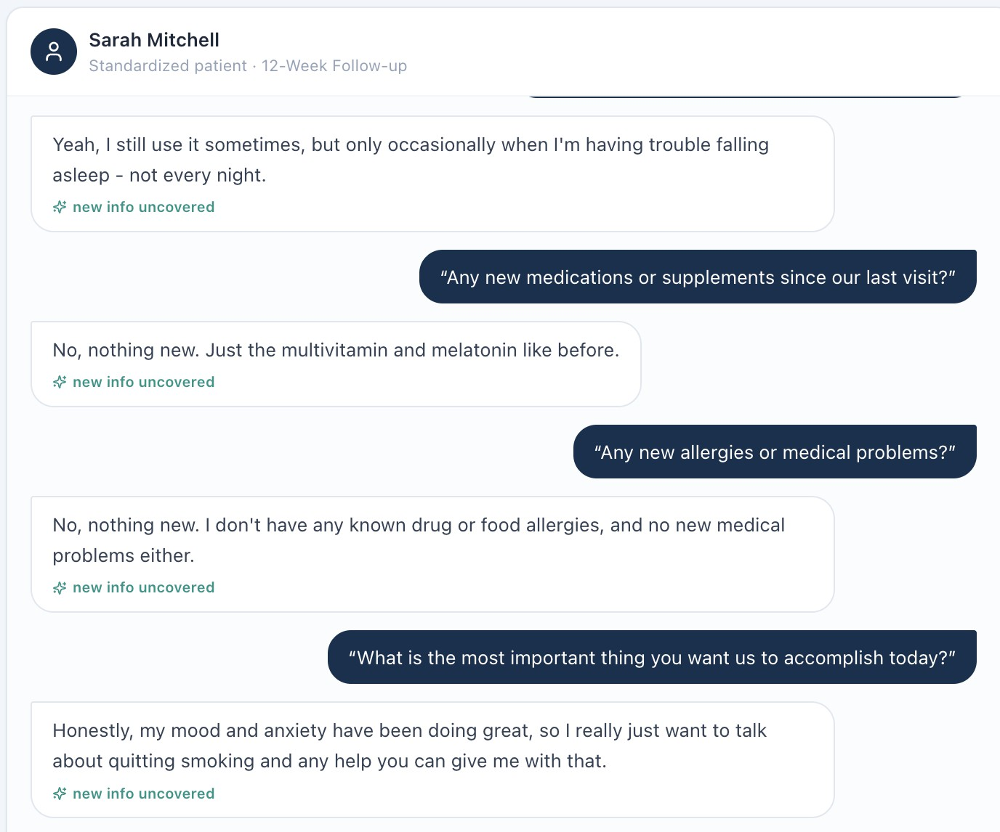 Sarah Mitchell
Standardized patient · 12-Week Follow-up
Yeah, I still use it sometimes, but only occasionally when I'm having trouble falling
asleep - not every night.
new info uncovered
“Any new medications or supplements since our last visit?”
No, nothing new. Just the multivitamin and melatonin like before.
new info uncovered
“Any new allergies or medical problems?”
No, nothing new. I don't have any known drug or food allergies, and no new medical
problems either.
new info uncovered
“What is the most important thing you want us to accomplish today?”
Honestly, my mood and anxiety have been doing great, so I really just want to talk
about quitting smoking and any help you can give me with that.
new info uncovered